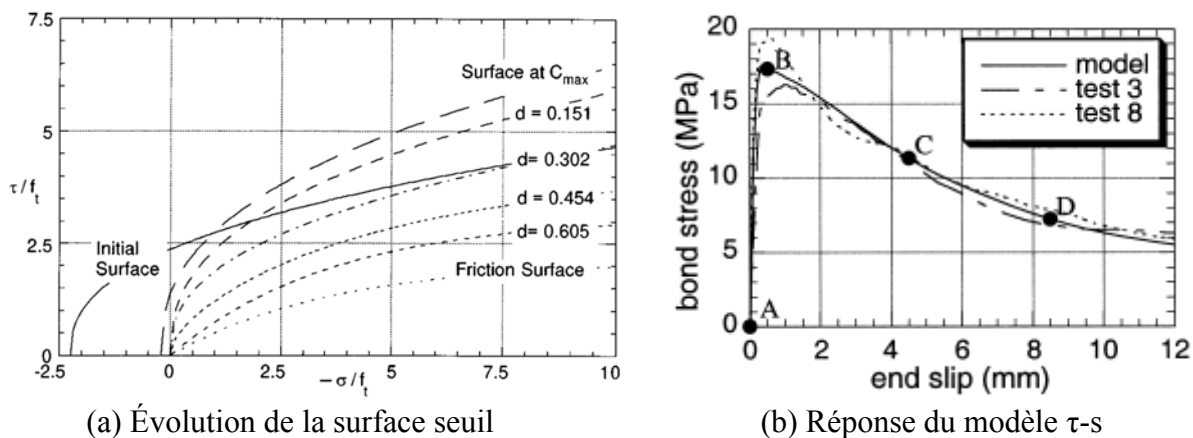 7.5
5
τ/f_t
2.5
0
-2.5
0
2.5
5
7.5
10
−σ/f_t
Initial
Surface
Surface at C_max
d = 0.151
d= 0.302
d = 0.454
d= 0.605
Friction Surface
(a) Évolution de la surface seuil
bond stress (MPa)
20
15
10
5
0
0
2
4
6
8
10
12
end slip (mm)
A
B
C
D
model
test 3
test 8
(b) Réponse du modèle τ-s